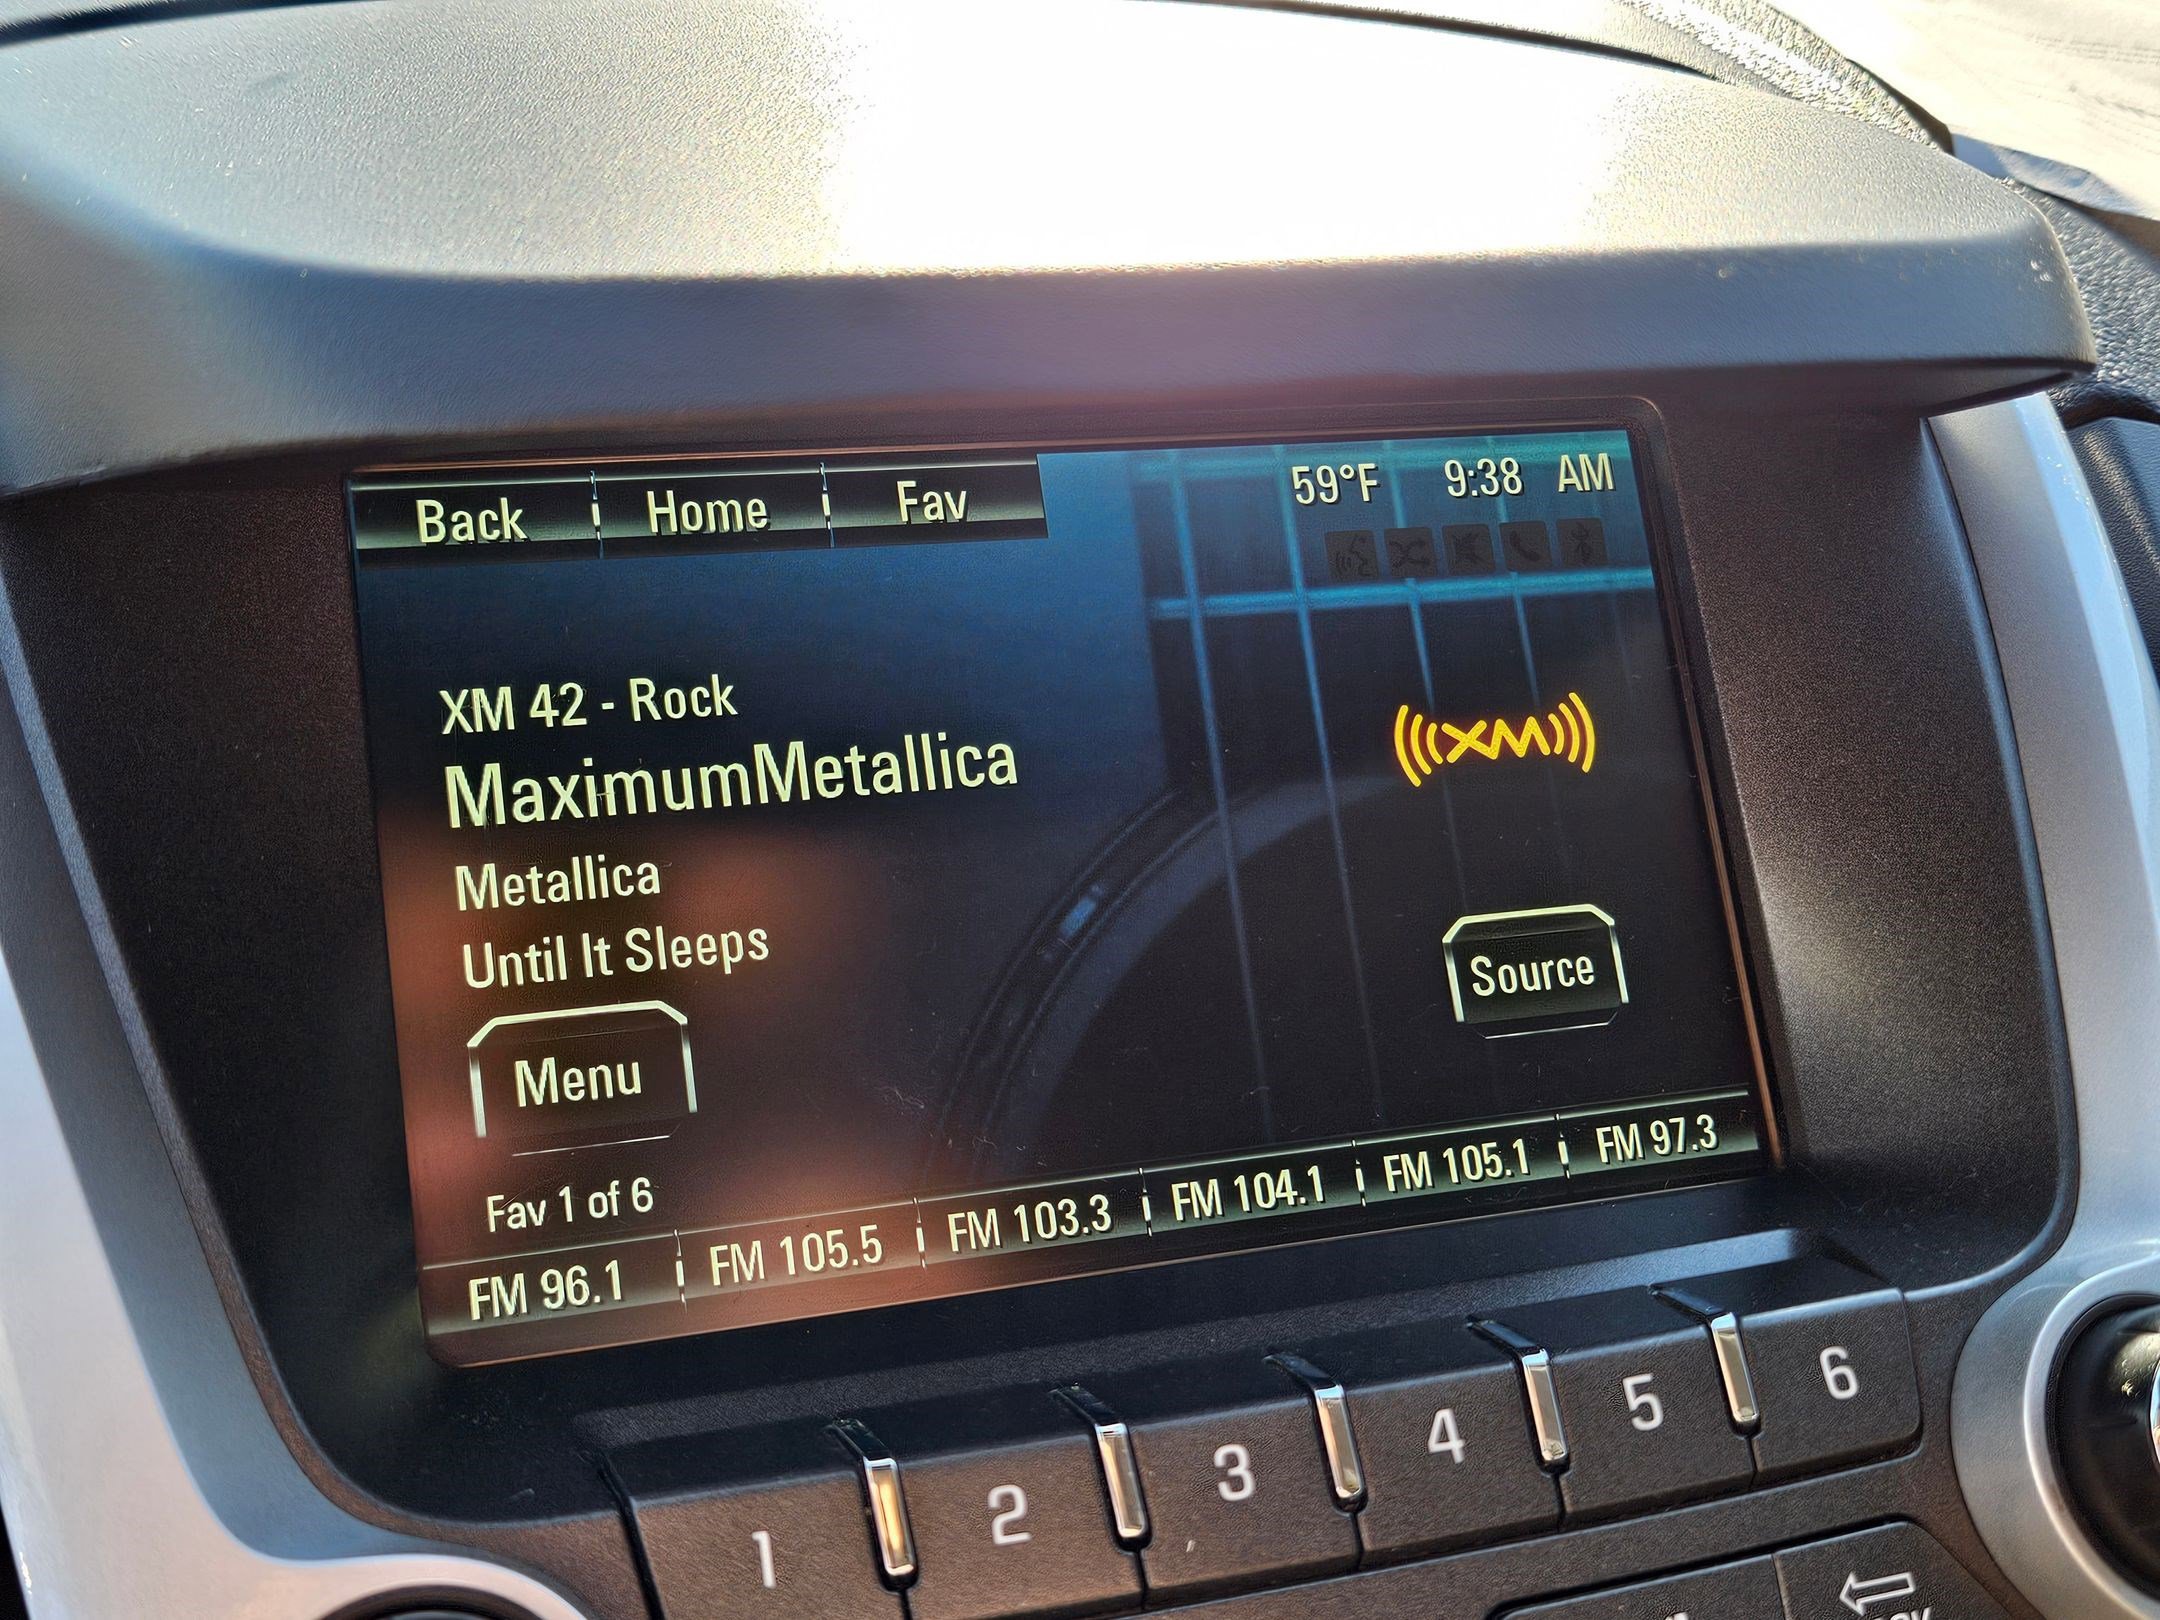 Back Home Fav 59°F 9:38 AM
XM 42 - Rock
MaximumMetallica
XM
Metallica
Until It Sleeps
Source
Menu
Fav 1 of 6
FM 96.1 FM 105.5 FM 103.3 FM 104.1 FM 105.1 FM 97.3
1 2 3 4 5 6